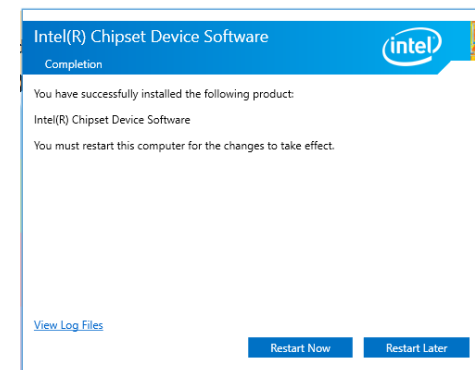 Intel(R) Chipset Device Software
intel
Completion
You have successfully installed the following product:
Intel(R) Chipset Device Software
You must restart this computer for the changes to take effect.
View Log Files
Restart Now
Restart Later